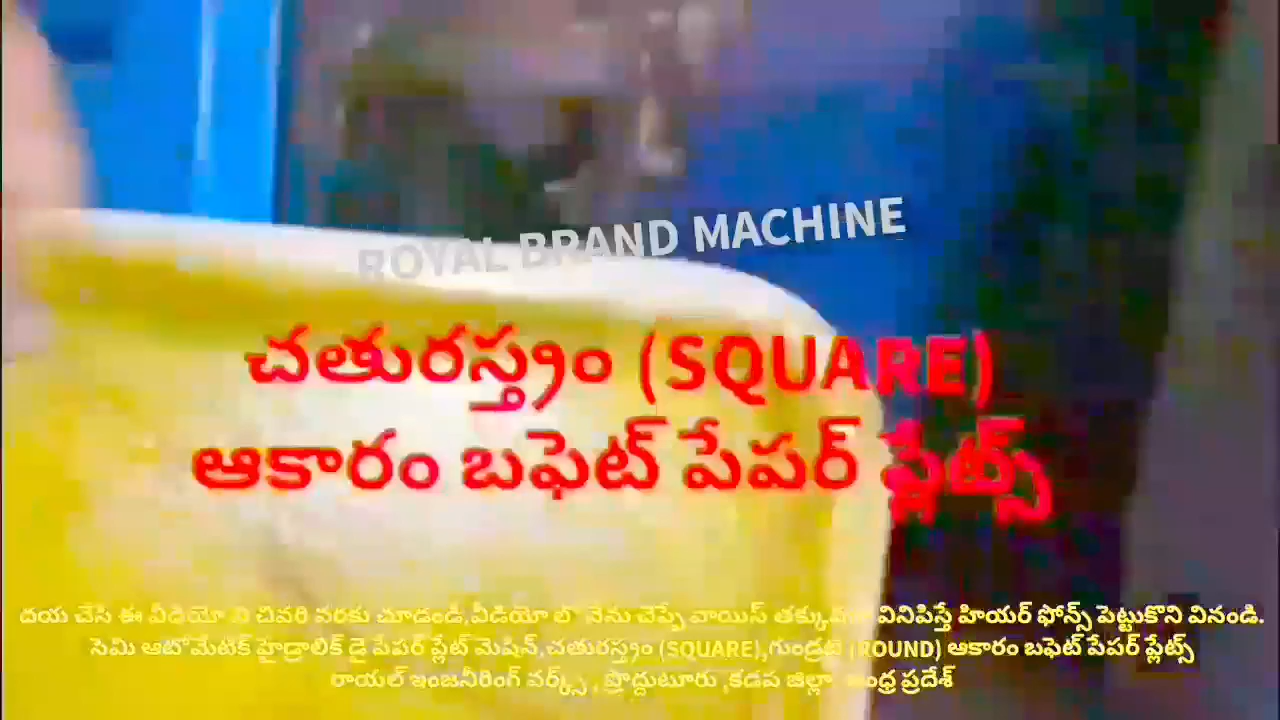 ROYAL BRAND MACHINE
చతురస్త్రం (SQUARE)
ఆకారం బఫెట్ పేపర్ ప్లేట్స్
దయ చేసి ఈ వీడియో ని చివరి వరకు చూడండి,వీడియో లో నేను చెప్పే వాయిస్ తక్కువగా వినిపిస్తే హియర్ ఫోన్స్ పెట్టుకొని వినండి.
సెమి ఆటోమేటిక్ హైడ్రాలిక్ డై పేపర్ ప్లేట్ మెషిన్,చతురస్త్రం (SQUARE),గుండ్రటి (ROUND) ఆకారం బఫెట్ పేపర్ ప్లేట్స్
రాయల్ ఇంజనీరింగ్ వర్క్స్ , ప్రొద్దుటూరు ,కడప జిల్లా ఆంధ్ర ప్రదేశ్